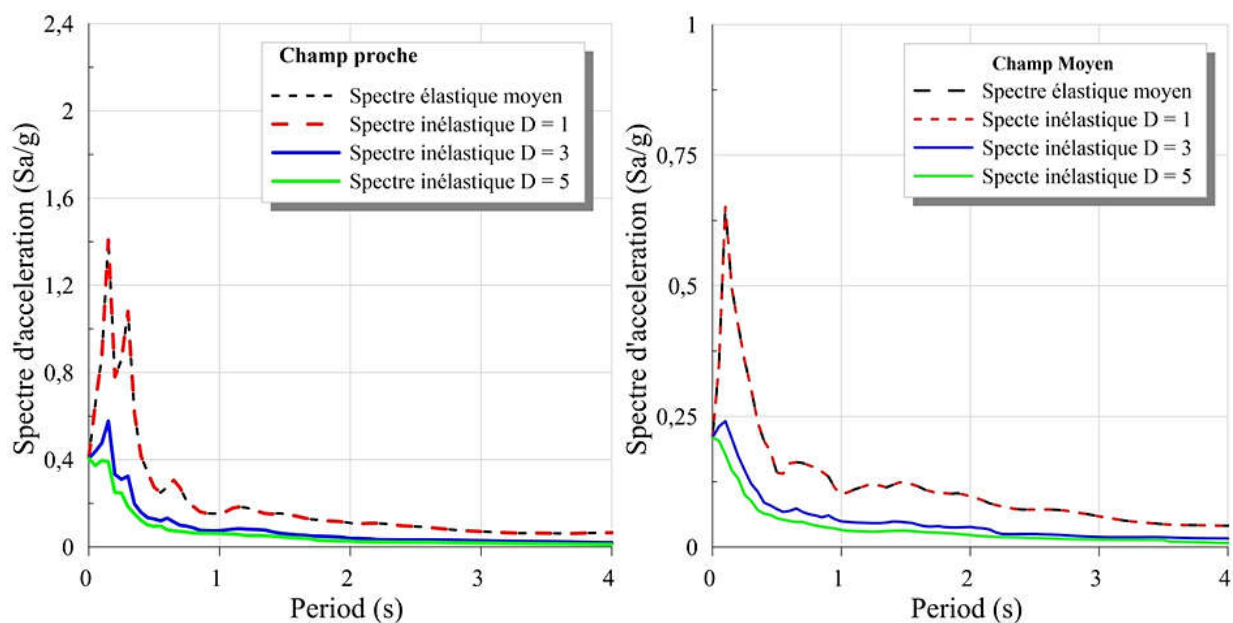 2,4
2
1,6
1,2
0,8
0,4
0
Spectre d'acceleration (Sa/g)
Champ proche
Spectre élastique moyen
Spectre inélastique D = 1
Spectre inélastique D = 3
Spectre inélastique D = 5
0 1 2 3 4
Period (s)
1
0,75
0,5
0,25
0
Spectre d'acceleration (Sa/g)
Champ Moyen
Spectre élastique moyen
Specte inélastique D = 1
Specte inélastique D = 3
Specte inélastique D = 5
0 1 2 3 4
Period (s)